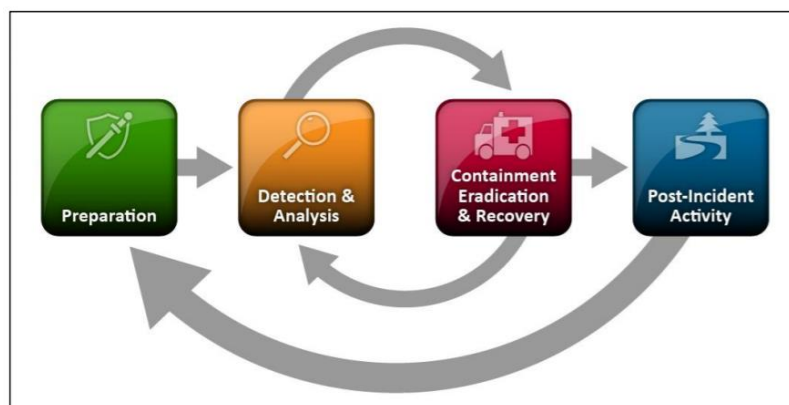 Preparation
Detection &
Analysis
Containment
Eradication
& Recovery
Post-Incident
Activity